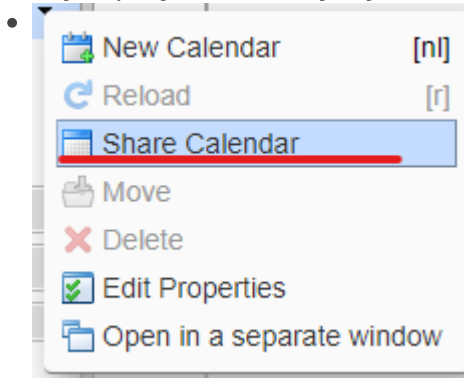 New Calendar [nl]
Reload [r]
Share Calendar
Move
Delete
Edit Properties
Open in a separate window